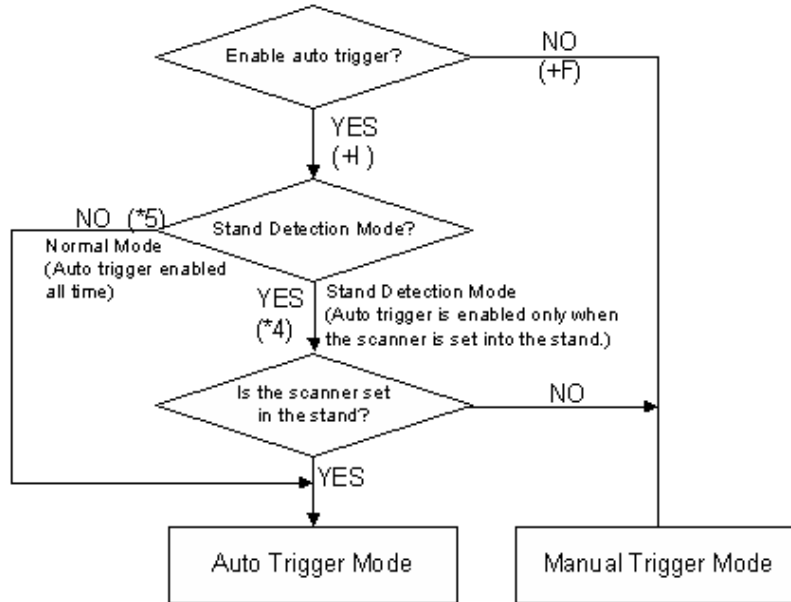 Enable auto trigger?
NO
(+F)
YES
(+I )
NO (*5)
Stand Detection Mode?
Normal Mode
(Auto trigger enabled
all time)
YES
(*4)
Stand Detection Mode
(Auto trigger is enabled only when
the scanner is set into the stand.)
Is the scanner set
in the stand?
NO
YES
Auto Trigger Mode
Manual Trigger Mode